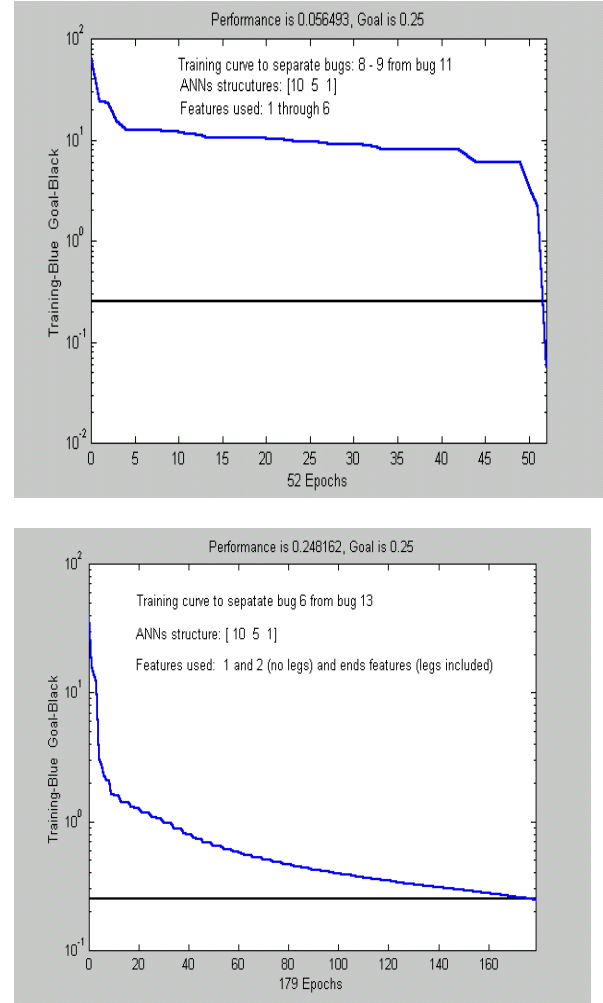 Performance is 0.056493, Goal is 0.25
Training curve to separate bugs: 8 - 9 from bug 11
ANNs strucutures: [10 5 1]
Features used: 1 through 6
Training-Blue Goal-Black
10^2
10^1
10^0
10^-1
10^-2
0 5 10 15 20 25 30 35 40 45 50
52 Epochs
Performance is 0.248162, Goal is 0.25
Training curve to sepatate bug 6 from bug 13
ANNs structure: [ 10 5 1]
Features used: 1 and 2 (no legs) and ends features (legs included)
Training-Blue Goal-Black
10^2
10^1
10^0
10^-1
0 20 40 60 80 100 120 140 160
179 Epochs